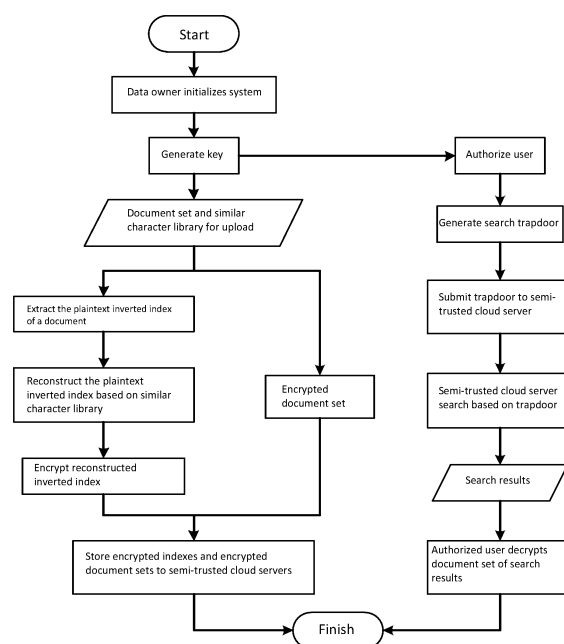 Start
Data owner initializes system
Generate key
Authorize user
Document set and similar
character library for upload
Generate search trapdoor
Extract the plaintext inverted index
of a document
Submit trapdoor to semi-
trusted cloud server
Reconstruct the plaintext
inverted index based on similar
character library
Encrypted
document set
Semi-trusted cloud server
search based on trapdoor
Encrypt reconstructed
inverted index
Search results
Store encrypted indexes and encrypted
document sets to semi-trusted cloud servers
Authorized user decrypts
document set of search
results
Finish